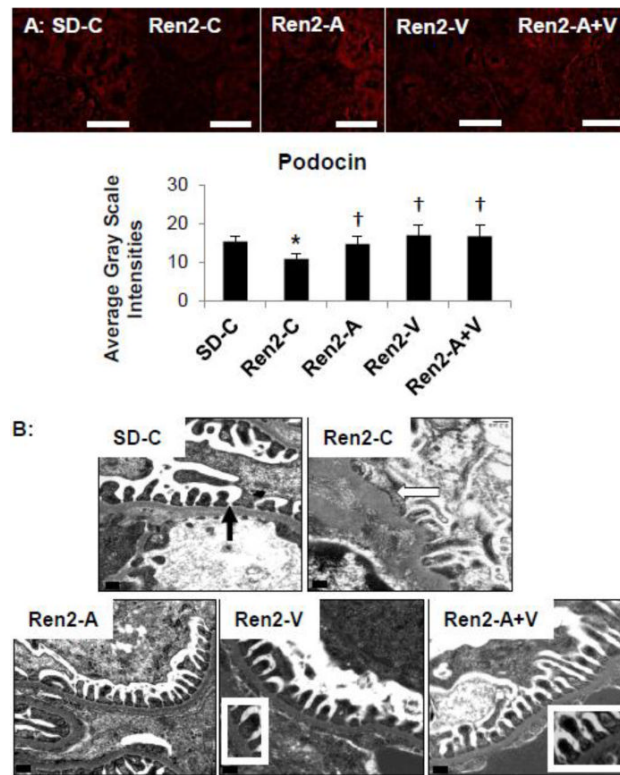 A: SD-C Ren2-C Ren2-A Ren2-V Ren2-A+V
Podocin
Average Gray Scale
Intensities
30
20
10
0
* † † †
SD-C Ren2-C Ren2-A Ren2-V Ren2-A+V
B:
SD-C Ren2-C
Ren2-A Ren2-V Ren2-A+V